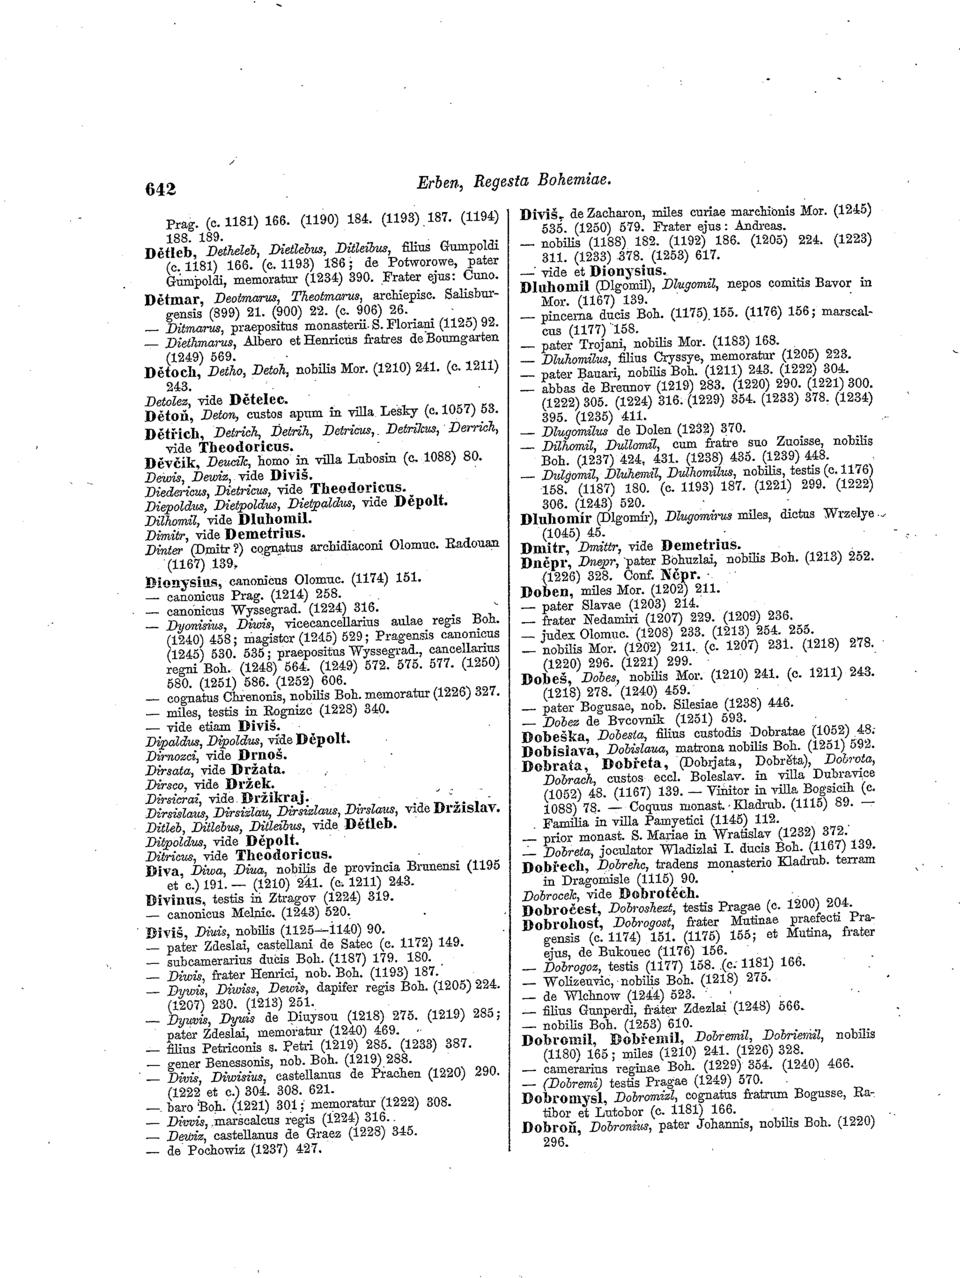 642
Erben, Regesta Bohemiae.
Prag. (c. 1181) 166. (1190) 184. (1193) 187. (1194)
188. 189.
Dětleb, Detheleb, Dietlebus, Ditleibus, filius Gumpoldi
(c. 1181) 166. (c. 1193) 186; de Potworowe, pater
Gumpoldi, memoratur (1234) 390. Frater ejus: Čuno.
Dětmar, Deotmarus, Theotmarus, archiepisc. Salisbur-
gensis (899) 21. (900) 22. (c. 906) 26.
— Ditmarus, praepositus monasterii S. Floriani (1125) 92.
— Diethmarus, Albero et Henricus fratres de Boumgarten
(1249) 569.
Dětoch, Detho, Detoh, nobilis Mor. (1210) 241. (c. 1211)
243.
Detolez, vide Dětelec.
Dětoň, Deton, custos apum in villa Lesky (c. 1057) 53.
Dětřich, Detrich, Detrih, Detricus, Detrikus, Derrich,
vide Theodoricus.
Děvčík, Deucik, homo in villa Lubosin (c. 1088) 80.
Dewis, Dewiz, vide Diviš.
Diedericus, Dietricus, vide Theodoricus.
Diepoldus, Dietpoldus, Dietpaldus, vide Děpolt.
Dilhomil, vide Dluhomil.
Dimitr, vide Demetrius.
Dinter (Dmitr?) cognatus archidiaconi Olomuc. Radouan
(1167) 139.
Dionysius, canonicus Olomuc. (1174) 151.
— canonicus Prag. (1214) 258.
— canonicus Wyssegrad. (1224) 316.
— Dyonisius, Diwis, vicecancellarius aulae regis Boh.
(1240) 458; magister (1245) 529; Pragensis canonicus
(1245) 530. 535; praepositus Wyssegrad., cancellarius
regni Boh. (1248) 564. (1249) 572. 575. 577. (1250)
580. (1251) 586. (1252) 606.
— cognatus Chrenonis, nobilis Boh. memoratur (1226) 327.
— miles, testis in Rognizc (1228) 340.
— vide etiam Diviš.
Dipaldus, Dipoldus, vide Děpolt.
Dirnozci, vide Drnoš.
Dirsata, vide Držata.
Dirsco, vide Držek.
Dirsicrai, vide Držikraj.
Dirsislaus, Dirsizlau, Dirsizlaus, Dirslaus, vide Držislav.
Ditleb, Ditlebus, Ditleibus, vide Dětleb.
Ditpoldus, vide Děpolt.
Ditricus, vide Theodoricus.
Diva, Diwa, Diua, nobilis de provincia Brunensi (1195
et c.) 191. — (1210) 241. (c. 1211) 243.
Divinus, testis in Ztragov (1224) 319.
— canonicus Melnic. (1243) 520.
Diviš, Diuis, nobilis (1125—1140) 90.
— pater Zdeslai, castellani de Satec (c. 1172) 149.
— subcamerarius ducis Boh. (1187) 179. 180.
— Diwis, frater Henrici, nob. Boh. (1193) 187.
— Dywis, Diwiss, Dewis, dapifer regis Boh. (1205) 224.
(1207) 230. (1213) 251.
— Dyuvis, Dywis de Diuysou (1218) 275. (1219) 285;
pater Zdeslai, memoratur (1240) 469.
— filius Petriconis s. Petri (1219) 285. (1233) 387.
— gener Benessonis, nob. Boh. (1219) 288.
— Divis, Diwisius, castellanus de Prachen (1220) 290.
(1222 et c.) 304. 308. 621.
— baro Boh. (1221) 301; memoratur (1222) 308.
— Divvis, marscalcus regis (1224) 316.
— Dewiz, castellanus de Graez (1228) 345.
— de Pochowiz (1237) 427.
Diviš, de Zacharon, miles curiae marchionis Mor. (1245)
535. (1250) 579. Frater ejus: Andreas.
— nobilis (1188) 182. (1192) 186. (1205) 224. (1223)
311. (1233) 378. (1253) 617.
— vide et Dionysius.
Dluhomil (Dlgomil), Dlugomil, nepos comitis Bavor in
Mor. (1167) 139.
— pincerna ducis Boh. (1175) 155. (1176) 156; marscal-
cus (1177) 158.
— pater Trojani, nobilis Mor. (1183) 168.
— Dluhomilus, filius Cryssye, memoratur (1205) 223.
— pater Bauari, nobilis Boh. (1211) 243. (1222) 304.
— abbas de Breunov (1219) 283. (1220) 290. (1221) 300.
(1222) 305. (1224) 316. (1229) 354. (1233) 378. (1234)
395. (1235) 411.
— Dlugomilus de Dolen (1232) 370.
— Dilhomil, Dullomil, cum fratre suo Zuoisse, nobilis
Boh. (1237) 424, 431. (1238) 435. (1239) 448.
— Dulgomil, Dluhemil, Dulhomilus, nobilis, testis (c. 1176)
158. (1187) 180. (c. 1193) 187. (1221) 299. (1222)
306. (1243) 520.
Dluhomír (Dlgomír), Dlugomirus miles, dictus Wrzelye
(1045) 45.
Dmitr, Dmittr, vide Demetrius.
Dněpr, Dnepr, pater Bohuzlai, nobilis Boh. (1213) 252.
(1226) 328. Conf. Něpr.
Doben, miles Mor. (1202) 211.
— pater Slavae (1203) 214.
— frater Nedamiri (1207) 229. (1209) 236.
— judex Olomuc. (1208) 233. (1213) 254. 255.
— nobilis Mor. (1202) 211. (c. 1207) 231. (1218) 278.
(1220) 296. (1221) 299.
Dobeš, Dobes, nobilis Mor. (1210) 241. (c. 1211) 243.
(1218) 278. (1240) 459.
— pater Bogusae, nob. Silesiae (1238) 446.
— Dobez de Bvcovnik (1251) 593.
Dobeška, Dobesta, filius custodis Dobratae (1052) 48.
Dobislava, Dobislaua, matrona nobilis Boh. (1251) 592.
Dobrata, Dobřeta, (Dobrjata, Dobrěta), Dobrota,
Dobrach, custos eccl. Boleslav. in villa Dubravice
(1052) 48. (1167) 139. — Vinitor in villa Bogsicih (c.
1088) 78. — Coquus monast. Kladrub. (1115) 89. —
Familia in villa Pamyetici (1145) 112.
— prior monast. S. Mariae in Wratislav (1232) 372.
— Dobreta, joculator Wladizlai I. ducis Boh. (1167) 139.
Dobřech, Dobrehc, tradens monasterio Kladrub. terram
in Dragomisle (1115) 90.
Dobrocek, vide Dobrotěch.
Dobročest, Dobroshezt, testis Pragae (c. 1200) 204.
Dobrohost, Dobrogost, frater Mutinae praefecti Pra-
gensis (c. 1174) 151. (1175) 155; et Mutina, frater
ejus, de Bukouec (1176) 156.
— Dobrogoz, testis (1177) 158. (c. 1181) 166.
— Wolizeuvic, nobilis Boh. (1218) 275.
— de Wlchnow (1244) 523.
— filius Gunperdi, frater Zdezlai (1248) 566.
— nobilis Boh. (1253) 610.
Dobromil, Dobřemil, Dobremil, Dobriemil, nobilis
(1180) 165; miles (1210) 241. (1226) 328.
— camerarius reginae Boh. (1229) 354. (1240) 466.
— (Dobremi) testis Pragae (1249) 570.
Dobromysl, Dobromizl, cognatus fratrum Bogusse, Ra-
tibor et Lutobor (c. 1181) 166.
Dobroň, Dobronius, pater Johannis, nobilis Boh. (1220)
296.